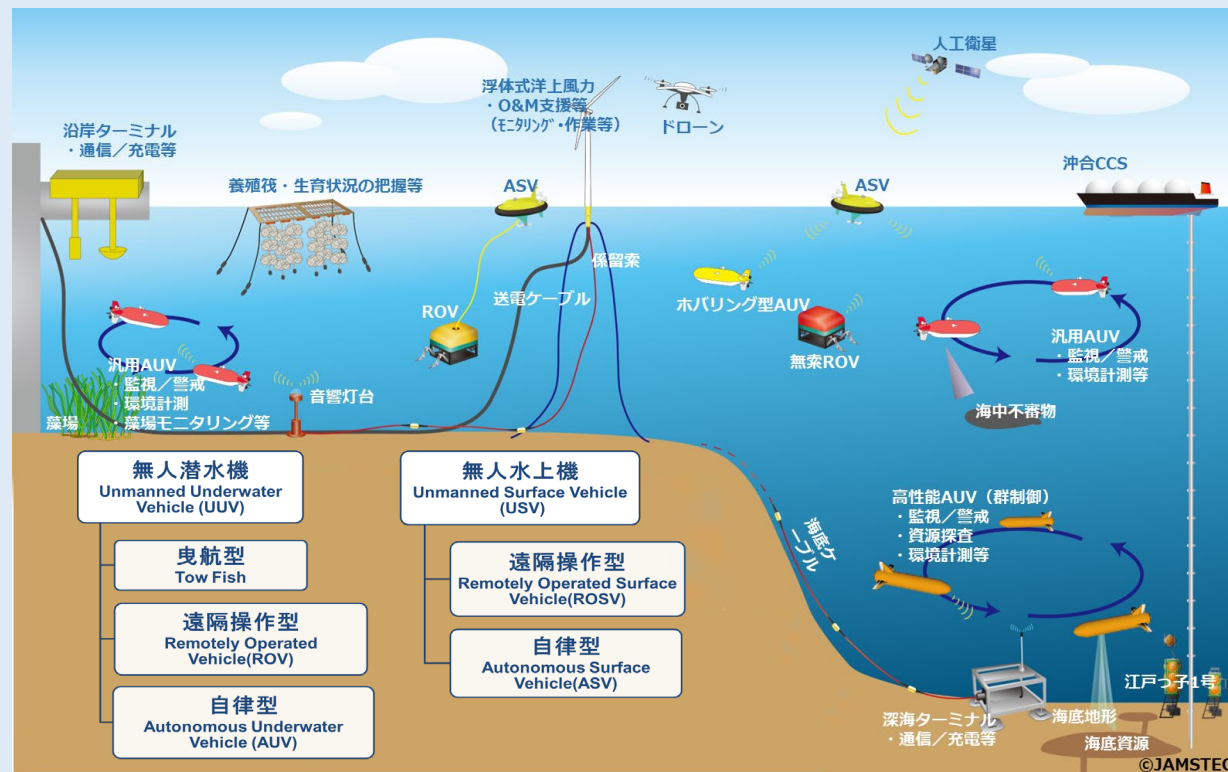 人工衛星
浮体式洋上風力
・O&M支援等
(ﾓﾆﾀﾘﾝｸﾞ・作業等)
ドローン
沿岸ターミナル
・通信／充電等
養殖筏・生育状況の把握等
ASV
ASV
沖合CCS
係留索
送電ケーブル
ROV
ホバリング型AUV
無索ROV
汎用AUV
・監視／警戒
・環境計測
・藻場モニタリング等
藻場
音響灯台
汎用AUV
・監視／警戒
・環境計測等
海中不審物
無人潜水機
Unmanned Underwater
Vehicle (UUV)
曳航型
Tow Fish
遠隔操作型
Remotely Operated
Vehicle(ROV)
自律型
Autonomous Underwater
Vehicle (AUV)
無人水上機
Unmanned Surface Vehicle
(USV)
遠隔操作型
Remotely Operated Surface
Vehicle(ROSV)
自律型
Autonomous Surface
Vehicle(ASV)
海底ケ
ーブル
高性能AUV（群制御）
・監視／警戒
・資源探査
・環境計測等
江戸っ子1号
深海ターミナル
・通信／充電等
海底地形
海底資源
©JAMSTEC